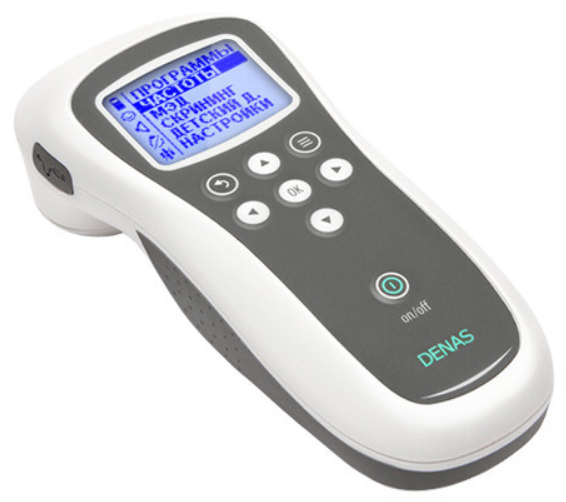 ПРОГРАММЫ
ЧАСТОТЫ
МЭД
СКРИНИНГ
ДЕТСКИЙ Д.
НАСТРОЙКИ
OK
on/off
DENAS